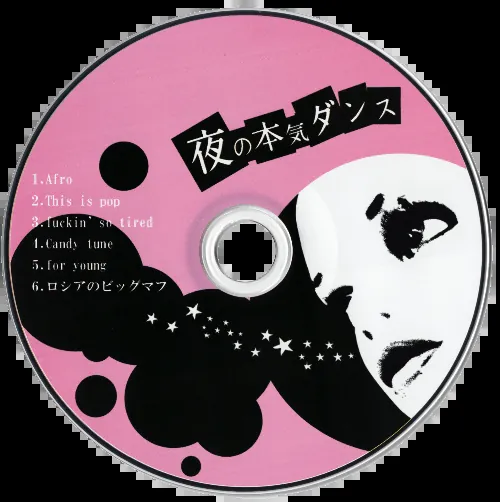 夜の本気ダンス
1.Afro
2.This is pop
3.fuckin' so tired
4.Candy tune
5.for young
6.ロシアのビッグマフ